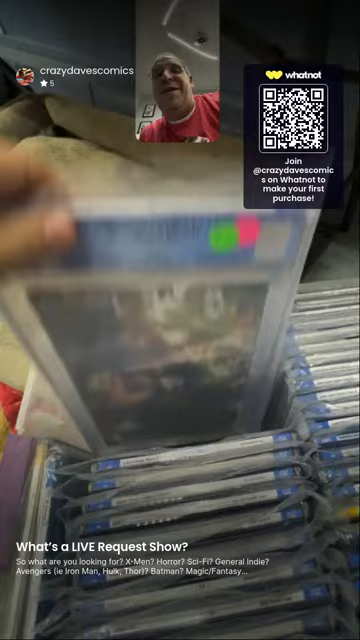 crazydavescomics
★ 5
whatnot
Join
@crazydavescomic
s on Whatnot to
make your first
purchase!
What's a LIVE Request Show?
So what are you looking for? X-Men? Horror? Sci-Fi? General Indie?
Avengers (ie Iron Man, Hulk, Thor)? Batman? Magic/Fantasy...